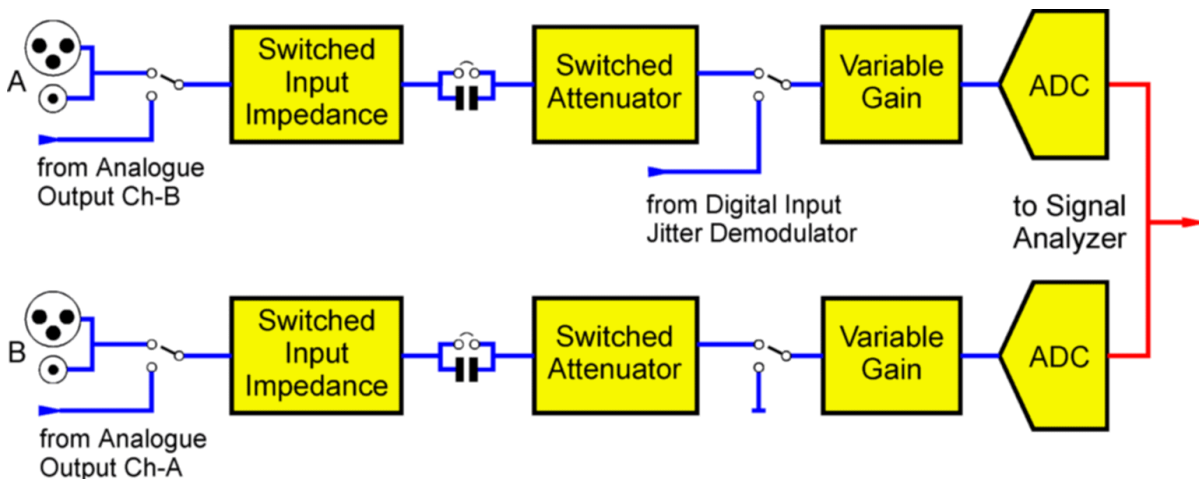 A
Switched
Input
Impedance
Switched
Attenuator
Variable
Gain
ADC
from Analogue
Output Ch-B
from Digital Input
Jitter Demodulator
to Signal
Analyzer
B
Switched
Input
Impedance
Switched
Attenuator
Variable
Gain
ADC
from Analogue
Output Ch-A